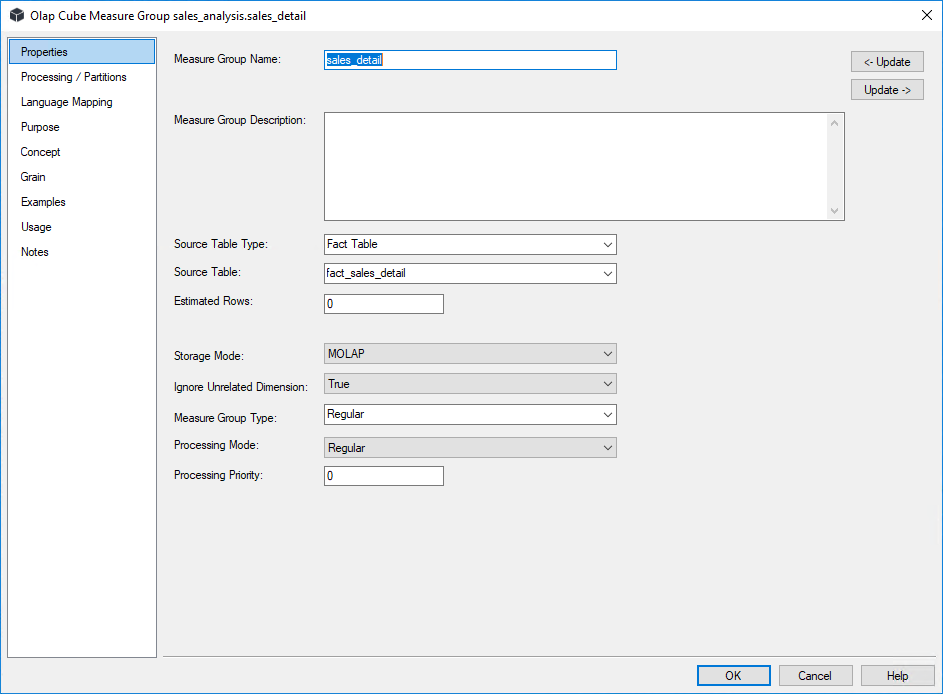 Olap Cube Measure Group sales_analysis.sales_detail
Properties
Processing / Partitions
Language Mapping
Purpose
Concept
Grain
Examples
Usage
Notes
Measure Group Name: sales_detail
<- Update
Update ->
Measure Group Description:
Source Table Type: Fact Table
Source Table: fact_sales_detail
Estimated Rows: 0
Storage Mode: MOLAP
Ignore Unrelated Dimension: True
Measure Group Type: Regular
Processing Mode: Regular
Processing Priority: 0
OK Cancel Help